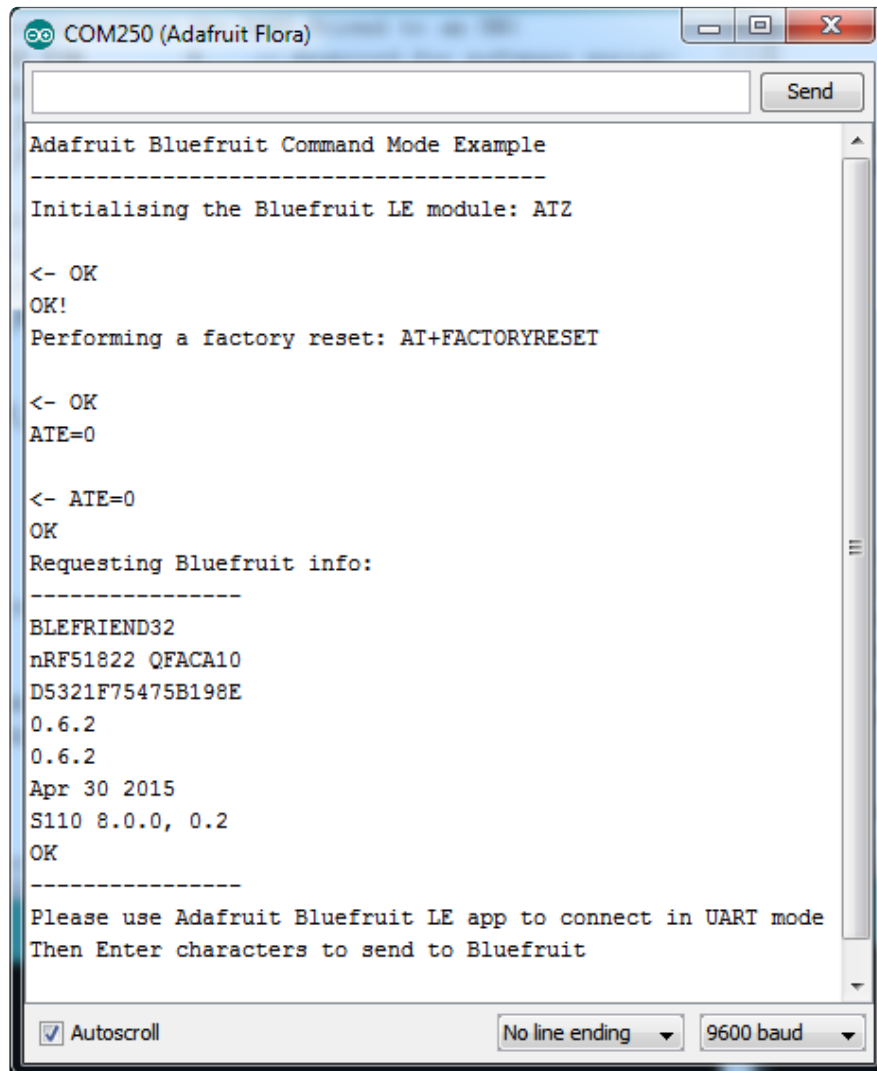 COM250 (Adafruit Flora)
Send
Adafruit Bluefruit Command Mode Example
---------------------------------------
Initialising the Bluefruit LE module: ATZ
<- OK
OK!
Performing a factory reset: AT+FACTORYRESET
<- OK
ATE=0
<- ATE=0
OK
Requesting Bluefruit info:
----------------
BLEFRIEND32
nRF51822 QFACA10
D5321F75475B198E
0.6.2
0.6.2
Apr 30 2015
S110 8.0.0, 0.2
OK
----------------
Please use Adafruit Bluefruit LE app to connect in UART mode
Then Enter characters to send to Bluefruit
Autoscroll No line ending 9600 baud